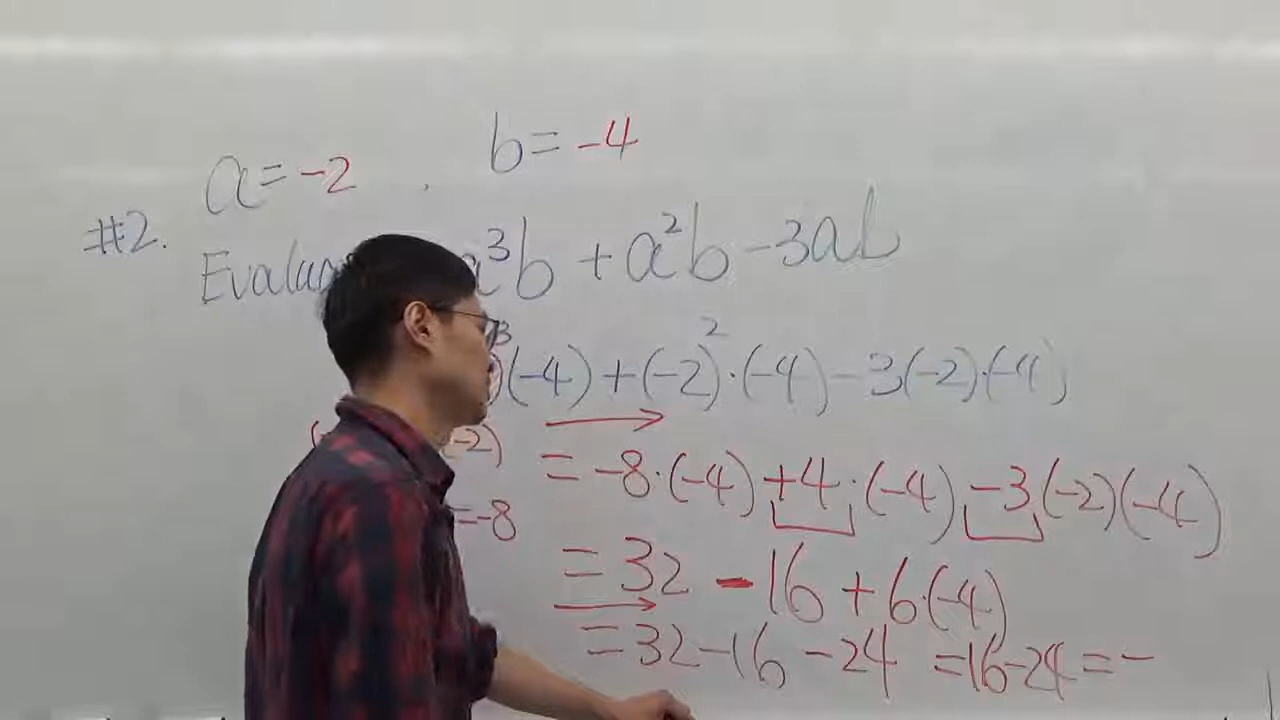 a=-2 . b=-4
#2.
a³b +a²b -3ab
³
(-4)+(-2)²·(-4)-3(-2)·(-4)
-2)
= -8·(-4) +4·(-4) -3(-2)(-4)
=-8
= 32 - 16 + 6·(-4)
= 32-16 -24 =16-24 = -